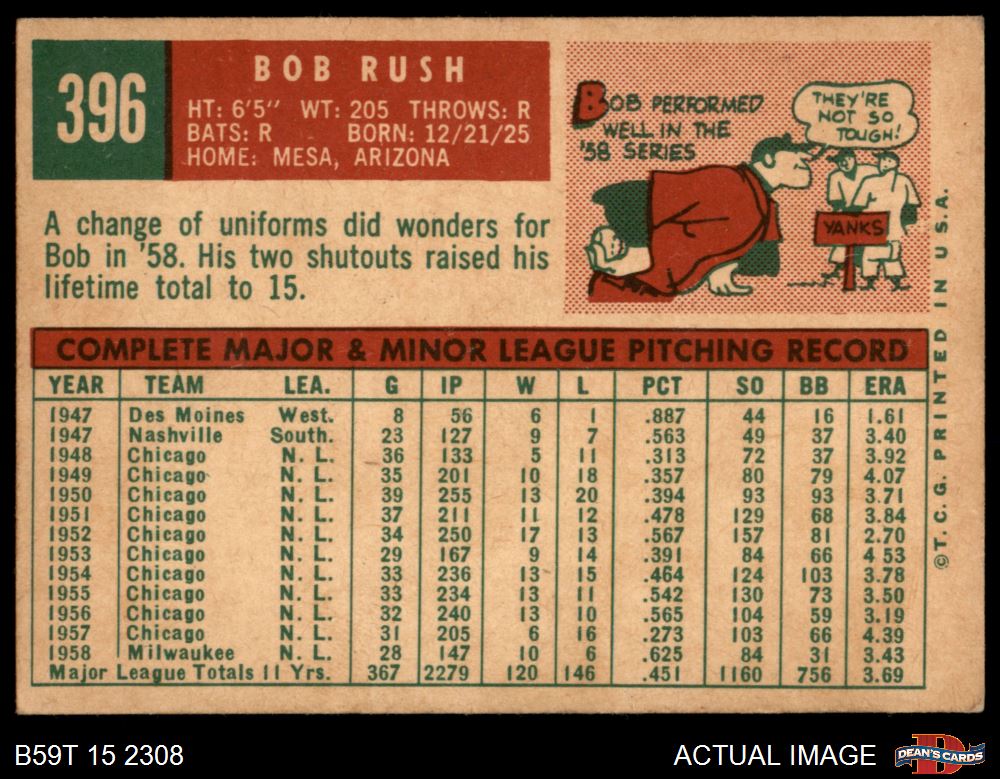 396
BOB RUSH
HT: 6'5" WT: 205 THROWS: R
BATS: R BORN: 12/21/25
HOME: MESA, ARIZONA
BOB PERFORMED
WELL IN THE
'58 SERIES
THEY'RE
NOT SO
TOUGH!
YANKS
A change of uniforms did wonders for
Bob in '58. His two shutouts raised his
lifetime total to 15.
COMPLETE MAJOR & MINOR LEAGUE PITCHING RECORD
YEAR TEAM LEA. G IP W L PCT SO BB ERA
1947 Des Moines West. 8 56 6 1 .887 44 16 1.61
1947 Nashville South. 23 127 9 7 .563 49 37 3.40
1948 Chicago N. L. 36 133 5 11 .313 72 37 3.92
1949 Chicago N. L. 35 201 10 18 .357 80 79 4.07
1950 Chicago N. L. 39 255 13 20 .394 93 93 3.71
1951 Chicago N. L. 37 211 11 12 .478 129 68 3.84
1952 Chicago N. L. 34 250 17 13 .567 157 81 2.70
1953 Chicago N. L. 29 167 9 14 .391 84 66 4.53
1954 Chicago N. L. 33 236 13 15 .464 124 103 3.78
1955 Chicago N. L. 33 234 13 11 .542 130 73 3.50
1956 Chicago N. L. 32 240 13 10 .565 104 59 3.19
1957 Chicago N. L. 31 205 6 16 .273 103 66 4.39
1958 Milwaukee N. L. 28 147 10 6 .625 84 31 3.43
Major League Totals 11 Yrs. 367 2279 120 146 .451 1160 756 3.69
©T.C.G. PRINTED IN U.S.A.
B59T 15 2308
ACTUAL IMAGE
DEAN'S CARDS